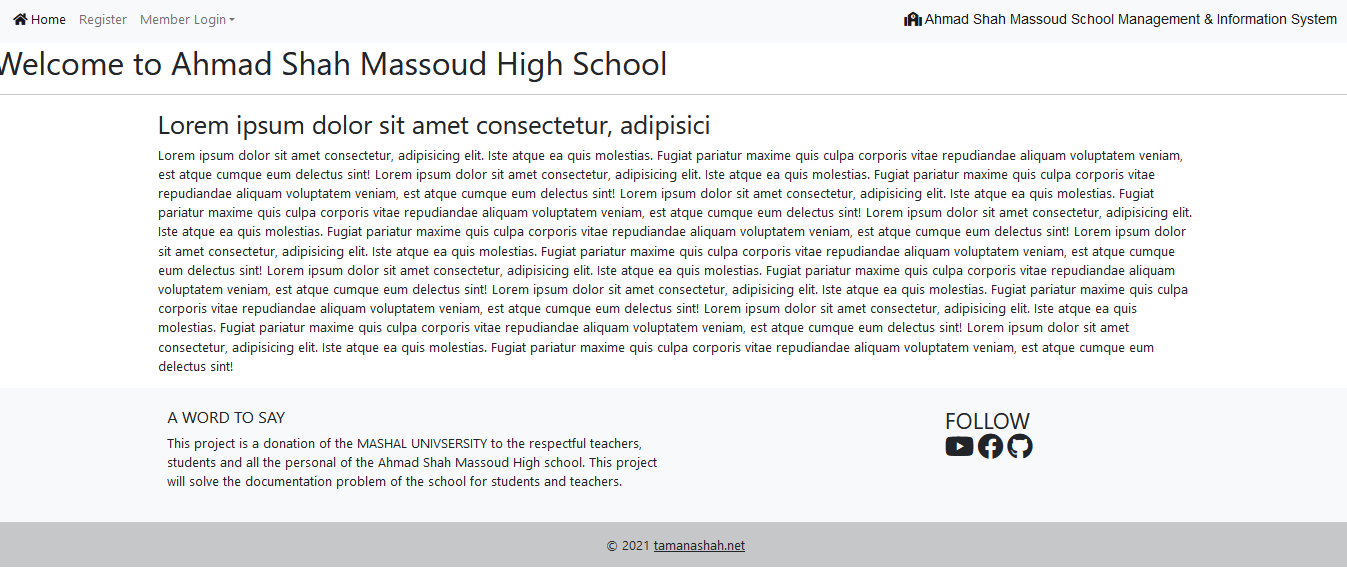 Home Register Member Login Ahmad Shah Massoud School Management & Information System
Welcome to Ahmad Shah Massoud High School
Lorem ipsum dolor sit amet consectetur, adipisici
Lorem ipsum dolor sit amet consectetur, adipisicing elit. Iste atque ea quis molestias. Fugiat pariatur maxime quis culpa corporis vitae repudiandae aliquam voluptatem veniam,
est atque cumque eum delectus sint! Lorem ipsum dolor sit amet consectetur, adipisicing elit. Iste atque ea quis molestias. Fugiat pariatur maxime quis culpa corporis vitae
repudiandae aliquam voluptatem veniam, est atque cumque eum delectus sint! Lorem ipsum dolor sit amet consectetur, adipisicing elit. Iste atque ea quis molestias. Fugiat
pariatur maxime quis culpa corporis vitae repudiandae aliquam voluptatem veniam, est atque cumque eum delectus sint! Lorem ipsum dolor sit amet consectetur, adipisicing elit.
Iste atque ea quis molestias. Fugiat pariatur maxime quis culpa corporis vitae repudiandae aliquam voluptatem veniam, est atque cumque eum delectus sint! Lorem ipsum dolor
sit amet consectetur, adipisicing elit. Iste atque ea quis molestias. Fugiat pariatur maxime quis culpa corporis vitae repudiandae aliquam voluptatem veniam, est atque cumque
eum delectus sint! Lorem ipsum dolor sit amet consectetur, adipisicing elit. Iste atque ea quis molestias. Fugiat pariatur maxime quis culpa corporis vitae repudiandae aliquam
voluptatem veniam, est atque cumque eum delectus sint! Lorem ipsum dolor sit amet consectetur, adipisicing elit. Iste atque ea quis molestias. Fugiat pariatur maxime quis culpa
corporis vitae repudiandae aliquam voluptatem veniam, est atque cumque eum delectus sint! Lorem ipsum dolor sit amet consectetur, adipisicing elit. Iste atque ea quis
molestias. Fugiat pariatur maxime quis culpa corporis vitae repudiandae aliquam voluptatem veniam, est atque cumque eum delectus sint! Lorem ipsum dolor sit amet
consectetur, adipisicing elit. Iste atque ea quis molestias. Fugiat pariatur maxime quis culpa corporis vitae repudiandae aliquam voluptatem veniam, est atque cumque eum
delectus sint!
A WORD TO SAY
This project is a donation of the MASHAL UNIVSERSITY to the respectful teachers,
students and all the personal of the Ahmad Shah Massoud High school. This project
will solve the documentation problem of the school for students and teachers.
FOLLOW
© 2021 tamanashah.net